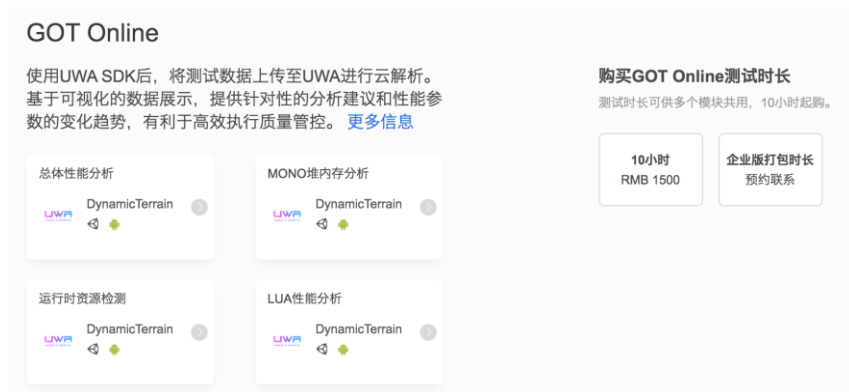 GOT Online
使用UWA SDK后，将测试数据上传至UWA进行云解析。
基于可视化的数据展示，提供针对性的分析建议和性能参
数的变化趋势，有利于高效执行质量管控。 更多信息
购买GOT Online测试时长
测试时长可供多个模块共用，10小时起购。
10小时
RMB 1500
企业版打包时长
预约联系
总体性能分析
UWA
DynamicTerrain
MONO堆内存分析
UWA
DynamicTerrain
运行时资源检测
UWA
DynamicTerrain
LUA性能分析
UWA
DynamicTerrain